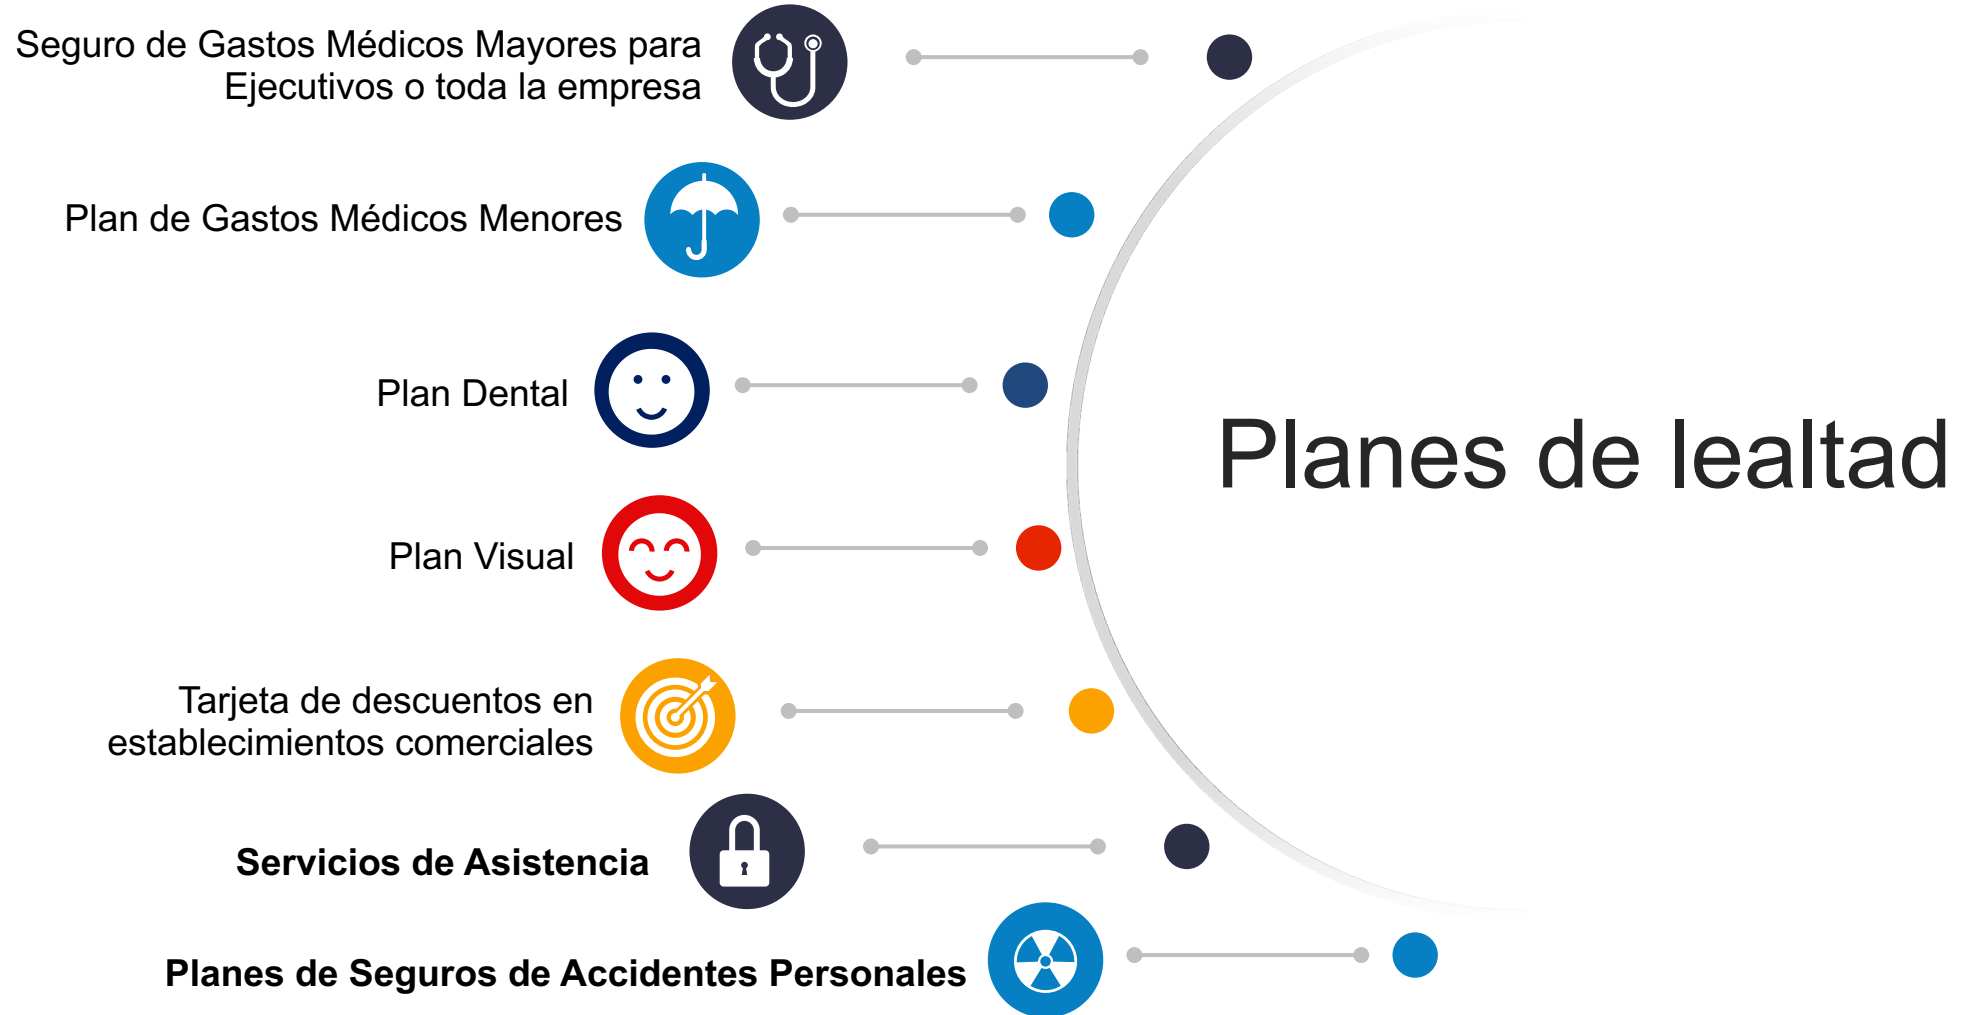 Seguro de Gastos Médicos Mayores para
Ejecutivos o toda la empresa
Plan de Gastos Médicos Menores
Plan Dental
Planes de lealtad
Plan Visual
Tarjeta de descuentos en
establecimientos comerciales
Servicios de Asistencia
Planes de Seguros de Accidentes Personales